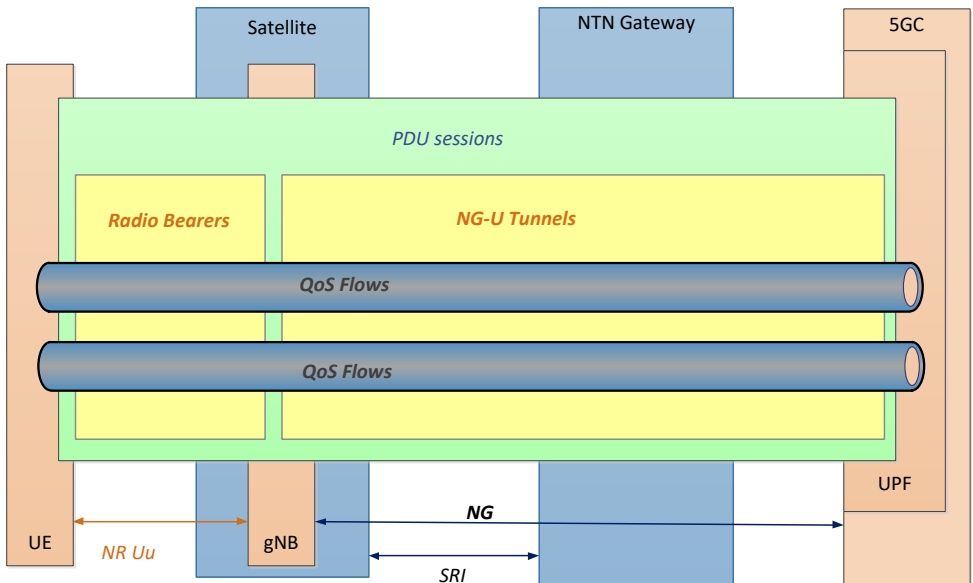 Satellite
NTN Gateway
5GC
PDU sessions
Radio Bearers
NG-U Tunnels
QoS Flows
QoS Flows
UPF
NG
UE
NR Uu
gNB
SRI